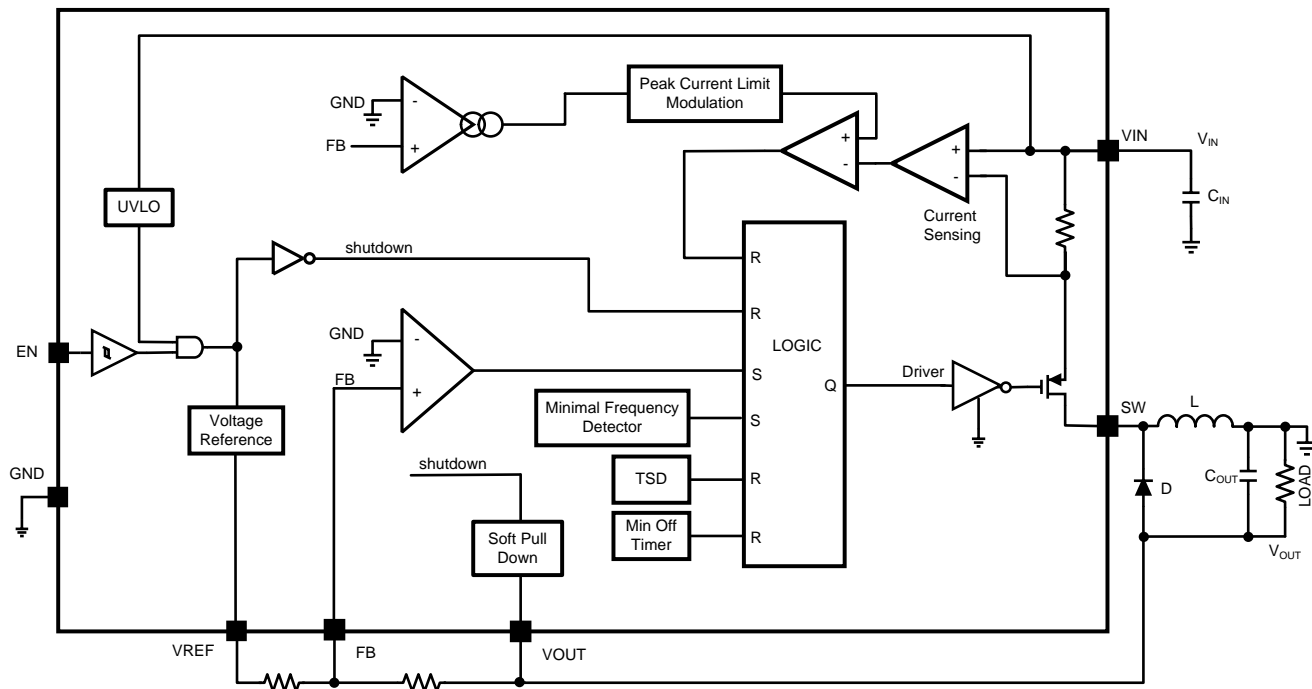 GND
-
FB
+
Peak Current Limit
Modulation
+
-
+
-
Current
Sensing
VIN
V_IN
C_IN
UVLO
shutdown
EN
GND
-
FB
+
Voltage
Reference
GND
Minimal Frequency
Detector
shutdown
TSD
Min Off
Timer
Soft Pull
Down
R
R
S
S
R
R
LOGIC
Q
Driver
SW
L
D
C_OUT
LOAD
V_OUT
VREF
FB
VOUT